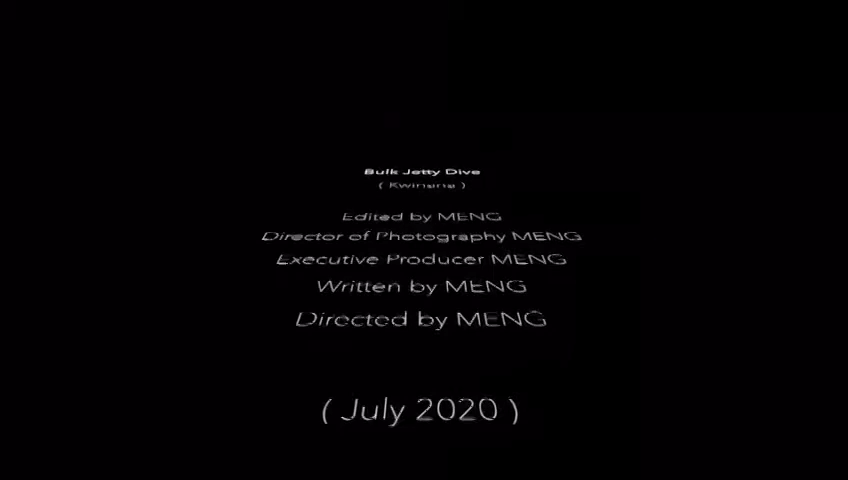 Bulk Jetty Dive
( Kwinana )
Edited by MENG
Director of Photography MENG
Executive Producer MENG
Written by MENG
Directed by MENG
( July 2020 )